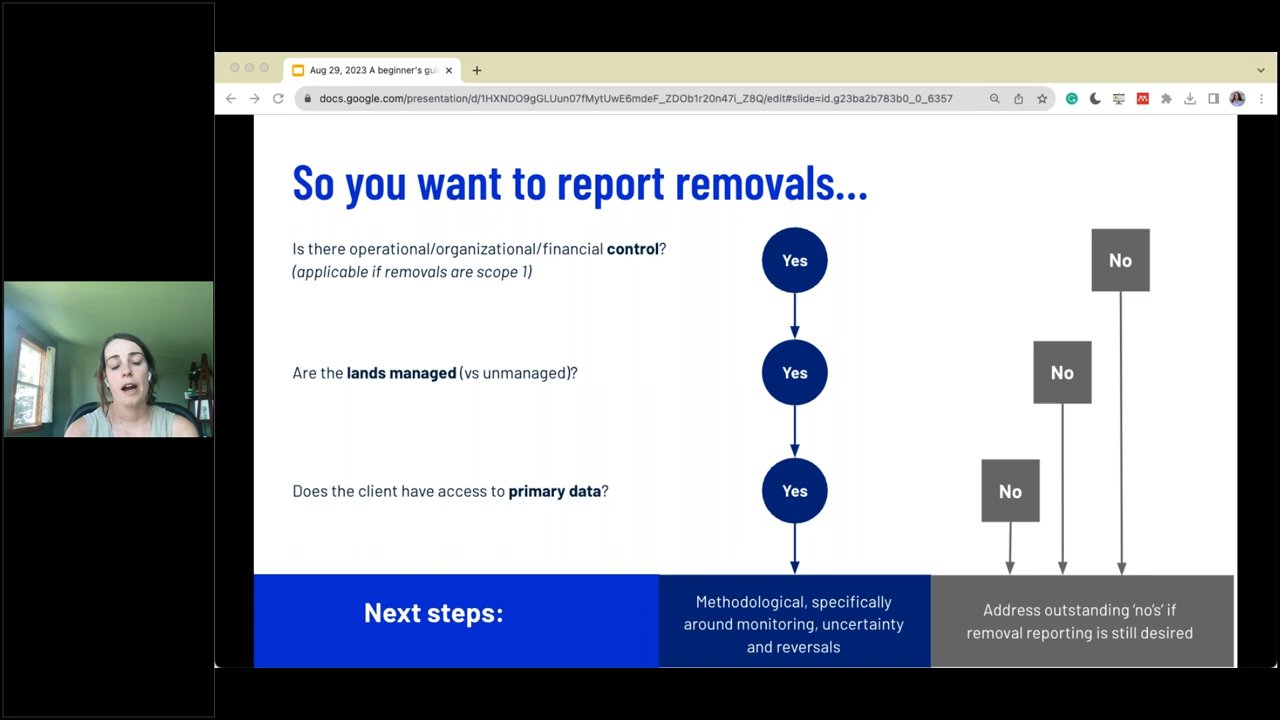 Aug 29, 2023 A beginner's gui
docs.google.com/presentation/d/1HXNDO9gGLUun07fMytUwE6mdeF_ZDOb1r20n47i_Z8Q/edit#slide=id.g23ba2b783b0_0_6357
So you want to report removals...
Is there operational/organizational/financial control?
(applicable if removals are scope 1)
Yes
No
Are the lands managed (vs unmanaged)?
Yes
No
Does the client have access to primary data?
Yes
No
Next steps:
Methodological, specifically
around monitoring, uncertainty
and reversals
Address outstanding 'no's' if
removal reporting is still desired